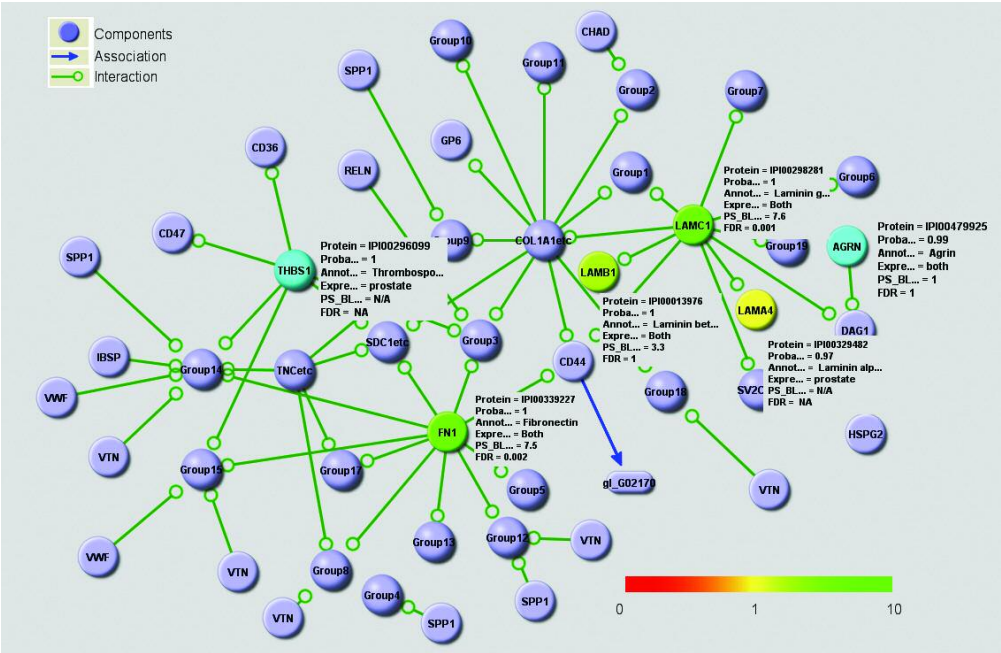 Components
Association
Interaction
Group10
CHAD
SPP1
Group11
Group2
Group7
GP6
CD36
RELN
Group1
Protein = IPI00298281
Proba... = 1
Annot... = Laminin g...
Expre... = Both
PS_BL... = 7.6
FDR = 0.001
Group6
LAMC1
CD47
COL1A1etc
Group19
AGRN
Protein = IPI00479925
Proba... = 0.99
Annot... = Agrin
Expre... = both
PS_BL... = 1
FDR = 1
SPP1
THBS1
Protein = IPI00296099
Proba... = 1
Annot... = Thrombospo...
Expre... = prostate
PS_BL... = N/A
FDR = NA
LAMB1
LAMA4
Protein = IPI00013976
Proba... = 1
Annot... = Laminin bet...
Expre... = Both
PS_BL... = 3.3
FDR = 1
DAG1
Protein = IPI00329482
Proba... = 0.97
Annot... = Laminin alp...
Expre... = prostate
PS_BL... = N/A
FDR = NA
IBSP
SDC1etc
Group3
Group14
TNCetc
CD44
VWF
Group18
FN1
Protein = IPI00339227
Proba... = 1
Annot... = Fibronectin
Expre... = Both
PS_BL... = 7.5
FDR = 0.002
HSPG2
VTN
Group15
Group17
Group5
gl_G02170
VTN
VWF
VTN
Group13
Group12
VTN
Group8
Group4
SPP1
VTN
SPP1
0
1
10